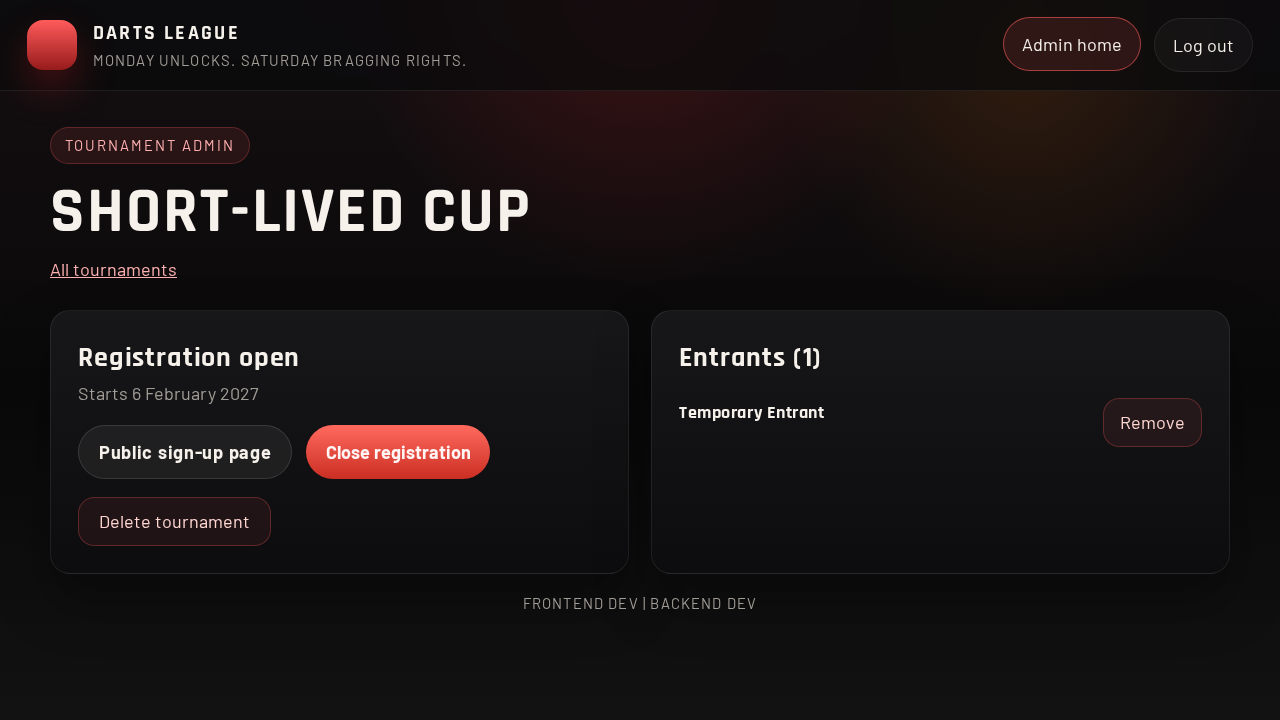 DARTS LEAGUE
MONDAY UNLOCKS. SATURDAY BRAGGING RIGHTS.
Admin home
Log out
TOURNAMENT ADMIN
SHORT-LIVED CUP
All tournaments
Registration open
Starts 6 February 2027
Public sign-up page
Close registration
Delete tournament
Entrants (1)
Temporary Entrant
Remove
FRONTEND DEV | BACKEND DEV